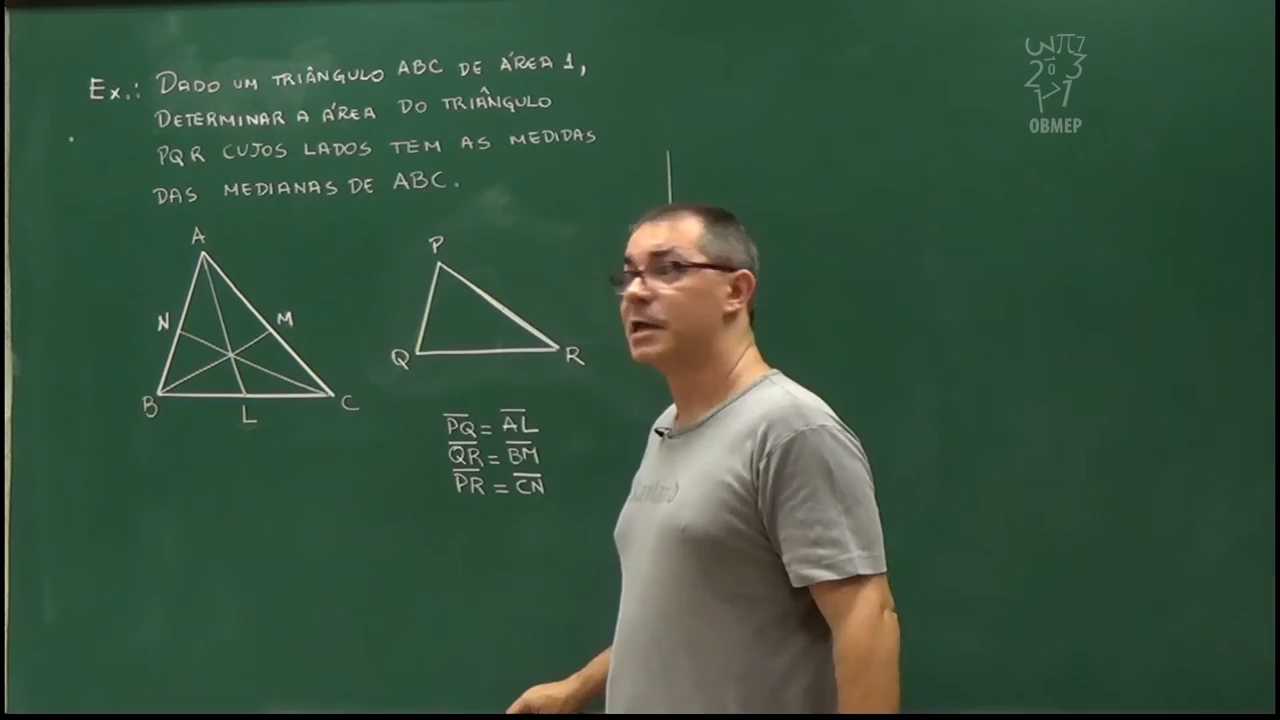 Ex.: DADO UM TRIÂNGULO ABC DE ÁREA 1,
DETERMINAR A ÁREA DO TRIÂNGULO
PQR CUJOS LADOS TEM AS MEDIDAS
DAS MEDIANAS DE ABC.
A
N
M
B
L
C
P
Q
R
PQ = AL
QR = BM
PR = CN
OBMEP